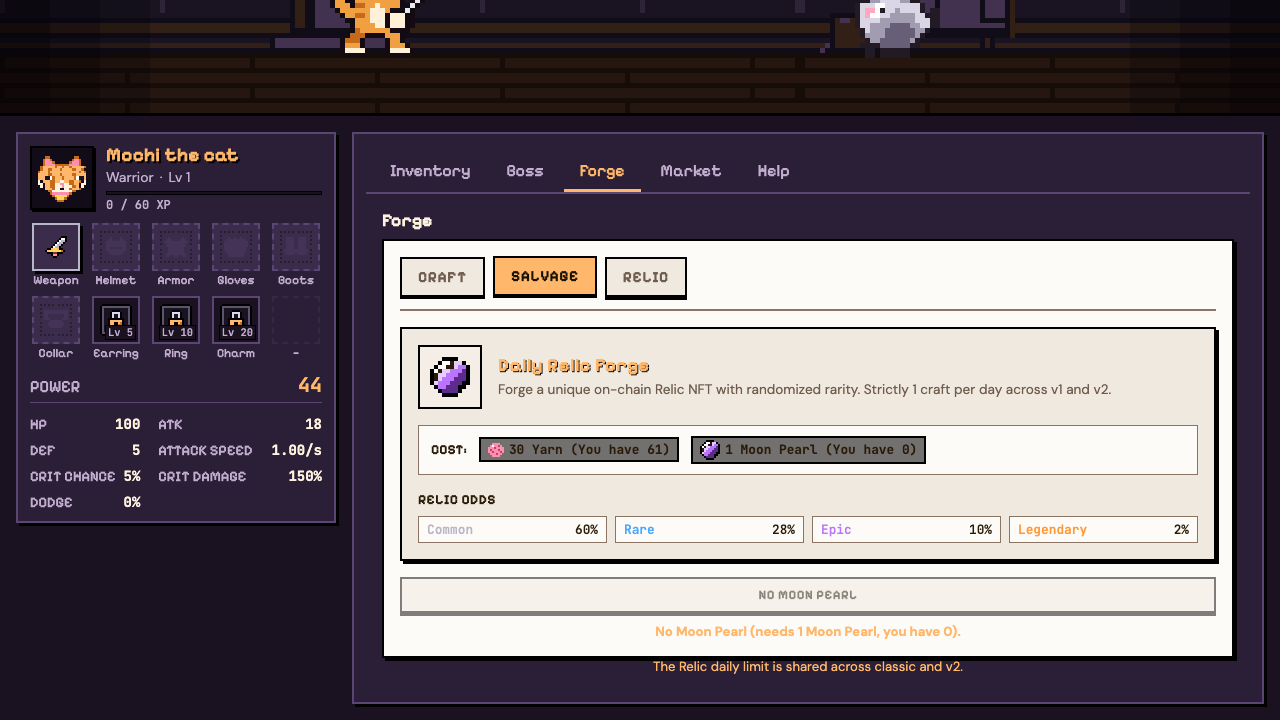 Mochi the cat
Warrior · Lv 1
0 / 60 XP
Weapon
Helmet
Armor
Gloves
Boots
Lv 5
Lv 10
Lv 20
Collar
Earring
Ring
Charm
-
POWER
44
HP
100
ATK
18
DEF
5
ATTACK SPEED
1.00/s
CRIT CHANCE
5%
CRIT DAMAGE
150%
DODGE
0%
Inventory
Boss
Forge
Market
Help
Forge
CRAFT
SALVAGE
RELIC
Daily Relic Forge
Forge a unique on-chain Relic NFT with randomized rarity. Strictly 1 craft per day across v1 and v2.
COST:
30 Yarn (You have 61)
1 Moon Pearl (You have 0)
RELIC ODDS
Common
60%
Rare
28%
Epic
10%
Legendary
2%
NO MOON PEARL
No Moon Pearl (needs 1 Moon Pearl, you have 0).
The Relic daily limit is shared across classic and v2.